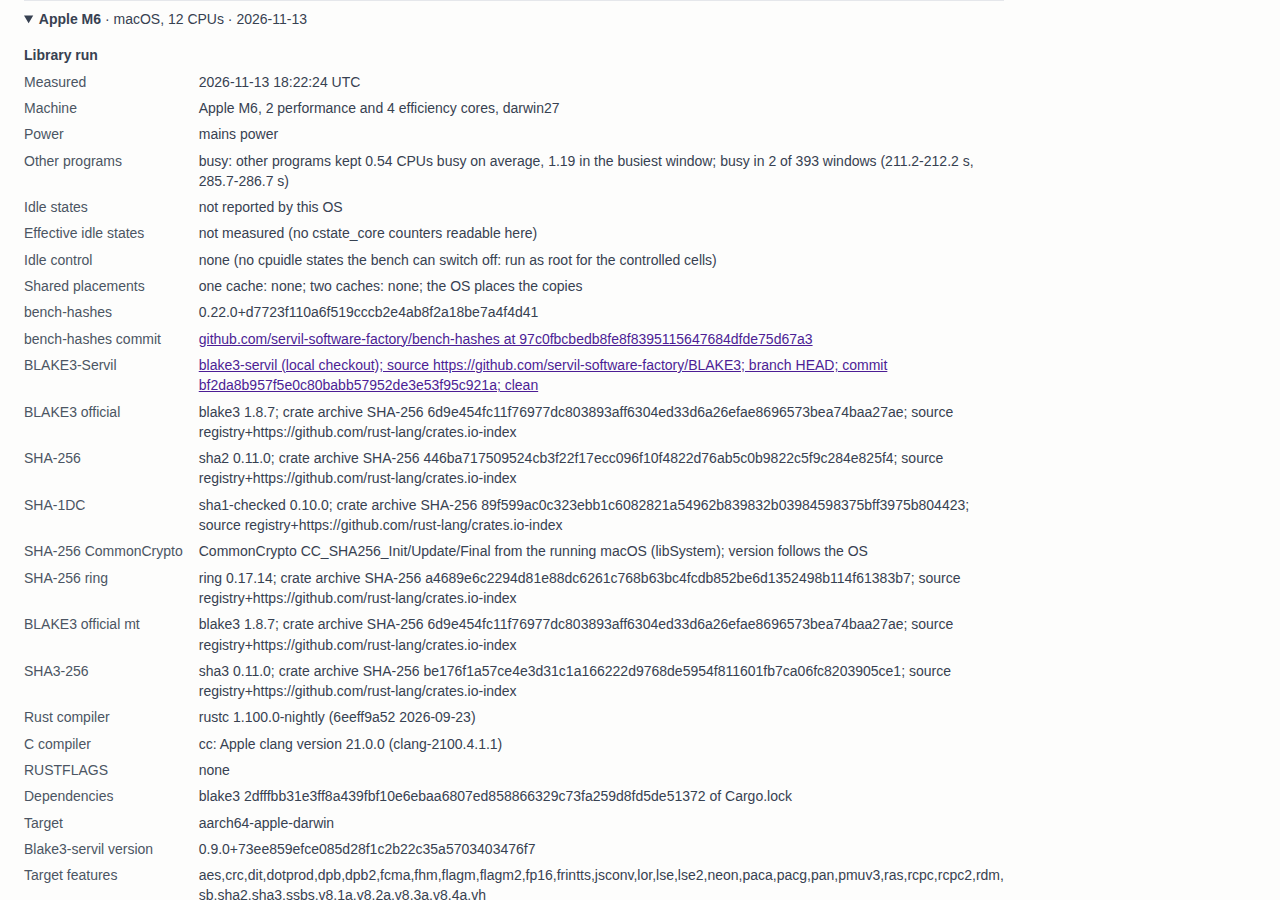 ▼ Apple M6 · macOS, 12 CPUs · 2026-11-13
Library run
Measured 2026-11-13 18:22:24 UTC
Machine Apple M6, 2 performance and 4 efficiency cores, darwin27
Power mains power
Other programs busy: other programs kept 0.54 CPUs busy on average, 1.19 in the busiest window; busy in 2 of 393 windows (211.2-212.2 s,
285.7-286.7 s)
Idle states not reported by this OS
Effective idle states not measured (no cstate_core counters readable here)
Idle control none (no cpuidle states the bench can switch off: run as root for the controlled cells)
Shared placements one cache: none; two caches: none; the OS places the copies
bench-hashes 0.22.0+d7723f110a6f519cccb2e4ab8f2a18be7a4f4d41
bench-hashes commit github.com/servil-software-factory/bench-hashes at 97c0fbcbedb8fe8f8395115647684dfde75d67a3
BLAKE3-Servil blake3-servil (local checkout); source https://github.com/servil-software-factory/BLAKE3; branch HEAD; commit
bf2da8b957f5e0c80babb57952de3e53f95c921a; clean
BLAKE3 official blake3 1.8.7; crate archive SHA-256 6d9e454fc11f76977dc803893aff6304ed33d6a26efae8696573bea74baa27ae; source
registry+https://github.com/rust-lang/crates.io-index
SHA-256 sha2 0.11.0; crate archive SHA-256 446ba717509524cb3f22f17ecc096f10f4822d76ab5c0b9822c5f9c284e825f4; source
registry+https://github.com/rust-lang/crates.io-index
SHA-1DC sha1-checked 0.10.0; crate archive SHA-256 89f599ac0c323ebb1c6082821a54962b839832b03984598375bff3975b804423;
source registry+https://github.com/rust-lang/crates.io-index
SHA-256 CommonCrypto CommonCrypto CC_SHA256_Init/Update/Final from the running macOS (libSystem); version follows the OS
SHA-256 ring ring 0.17.14; crate archive SHA-256 a4689e6c2294d81e88dc6261c768b63bc4fcdb852be6d1352498b114f61383b7; source
registry+https://github.com/rust-lang/crates.io-index
BLAKE3 official mt blake3 1.8.7; crate archive SHA-256 6d9e454fc11f76977dc803893aff6304ed33d6a26efae8696573bea74baa27ae; source
registry+https://github.com/rust-lang/crates.io-index
SHA3-256 sha3 0.11.0; crate archive SHA-256 be176f1a57ce4e3d31c1a166222d9768de5954f811601fb7ca06fc8203905ce1; source
registry+https://github.com/rust-lang/crates.io-index
Rust compiler rustc 1.100.0-nightly (6eeff9a52 2026-09-23)
C compiler cc: Apple clang version 21.0.0 (clang-2100.4.1.1)
RUSTFLAGS none
Dependencies blake3 2dfffbb31e3ff8a439fbf10e6ebaa6807ed858866329c73fa259d8fd5de51372 of Cargo.lock
Target aarch64-apple-darwin
Blake3-servil version 0.9.0+73ee859efce085d28f1c2b22c35a5703403476f7
Target features aes,crc,dit,dotprod,dpb,dpb2,fcma,fhm,flagm,flagm2,fp16,frintts,jsconv,lor,lse,lse2,neon,paca,pacg,pan,pmuv3,ras,rcpc,rcpc2,rdm,
sb,sha2,sha3,ssbs,v8.1a,v8.2a,v8.3a,v8.4a,vh